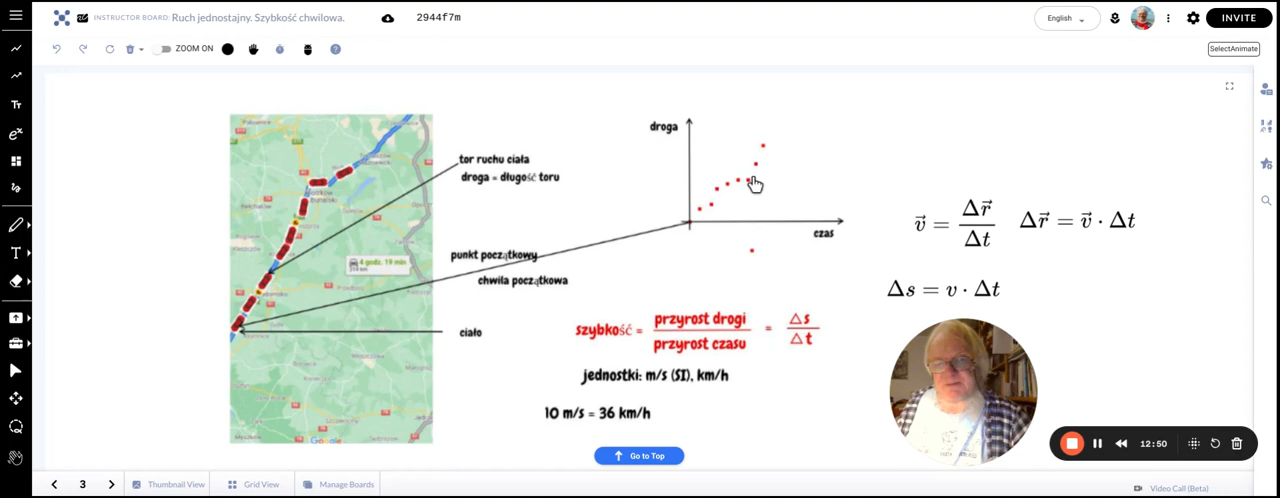 INSTRUCTOR BOARD: Ruch jednostajny. Szybkość chwilowa.
2944f7m
English
INVITE
ZOOM ON
SelectAnimate
droga
tor ruchu ciała
droga = długość toru
czas
4 godz. 19 min
punkt początkowy
chwila początkowa
ciało
v⃗ = Δr⃗ / Δt
Δr⃗ = v⃗ · Δt
Δs = v · Δt
szybkość = przyrost drogi / przyrost czasu = △s / △t
jednostki: m/s (SI), km/h
10 m/s = 36 km/h
Google
12:50
Go to Top
3
Thumbnail View
Grid View
Manage Boards
Video Call (Beta)